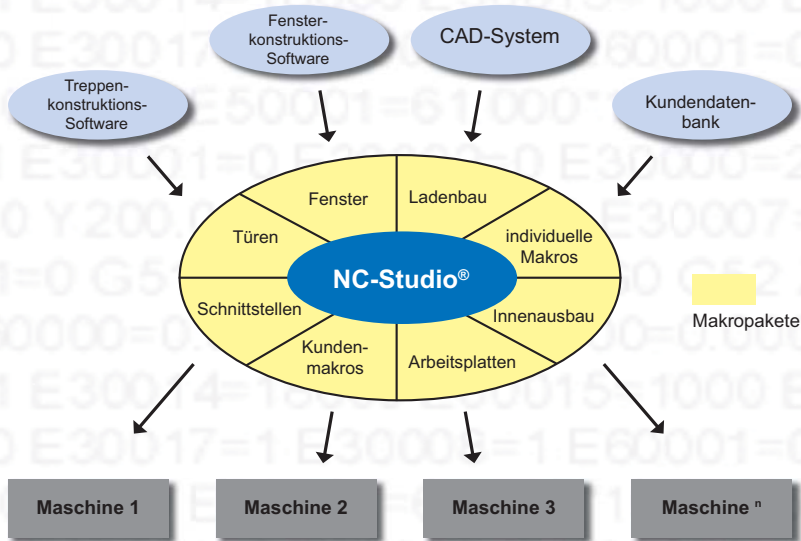 Fenster-
konstruktions-
Software
CAD-System
Treppen-
konstruktions-
Software
Kundendaten-
bank
Fenster
Ladenbau
Türen
individuelle
Makros
NC-Studio®
Schnittstellen
Innenausbau
Kunden-
makros
Arbeitsplatten
Makropakete
Maschine 1
Maschine 2
Maschine 3
Maschine ⁿ